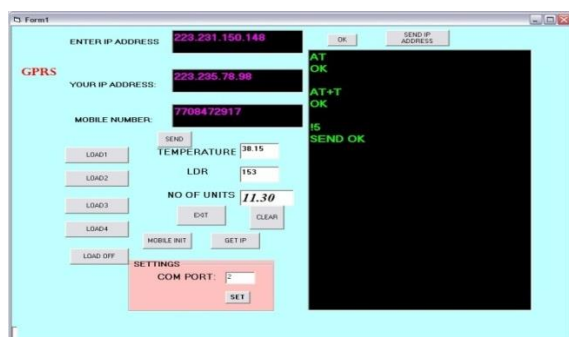 Form1
ENTER IP ADDRESS
223.231.150.148
OK
SEND IP ADDRESS
GPRS
YOUR IP ADDRESS:
223.235.78.98
MOBILE NUMBER:
7708472917
SEND
TEMPERATURE
38.15
LDR
153
NO OF UNITS
11.30
LOAD1
LOAD2
LOAD3
LOAD4
LOAD OFF
EXIT
CLEAR
MOBILE INIT
GET IP
SETTINGS
COM PORT:
2
SET
AT
OK
AT+T
OK
!5
SEND OK